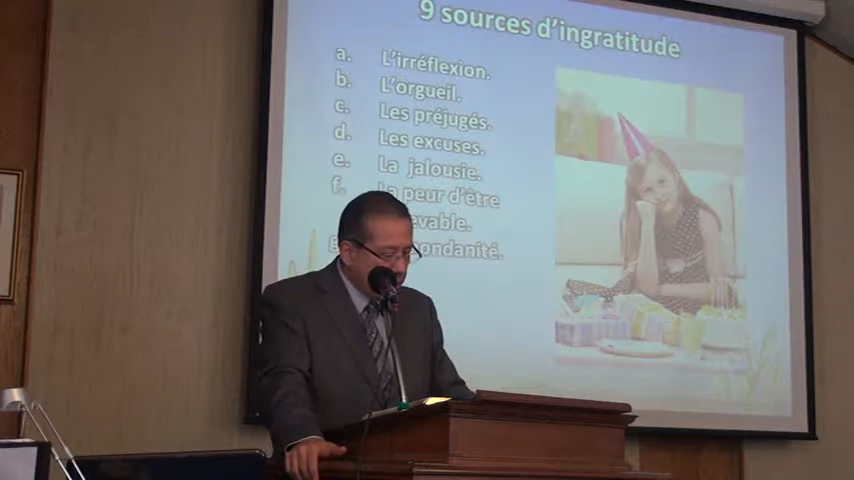 9 sources d'ingratitude
a. L'irréflexion.
b. L'orgueil.
c. Les préjugés.
d. Les excuses.
e. La jalousie.
f. La peur d'être